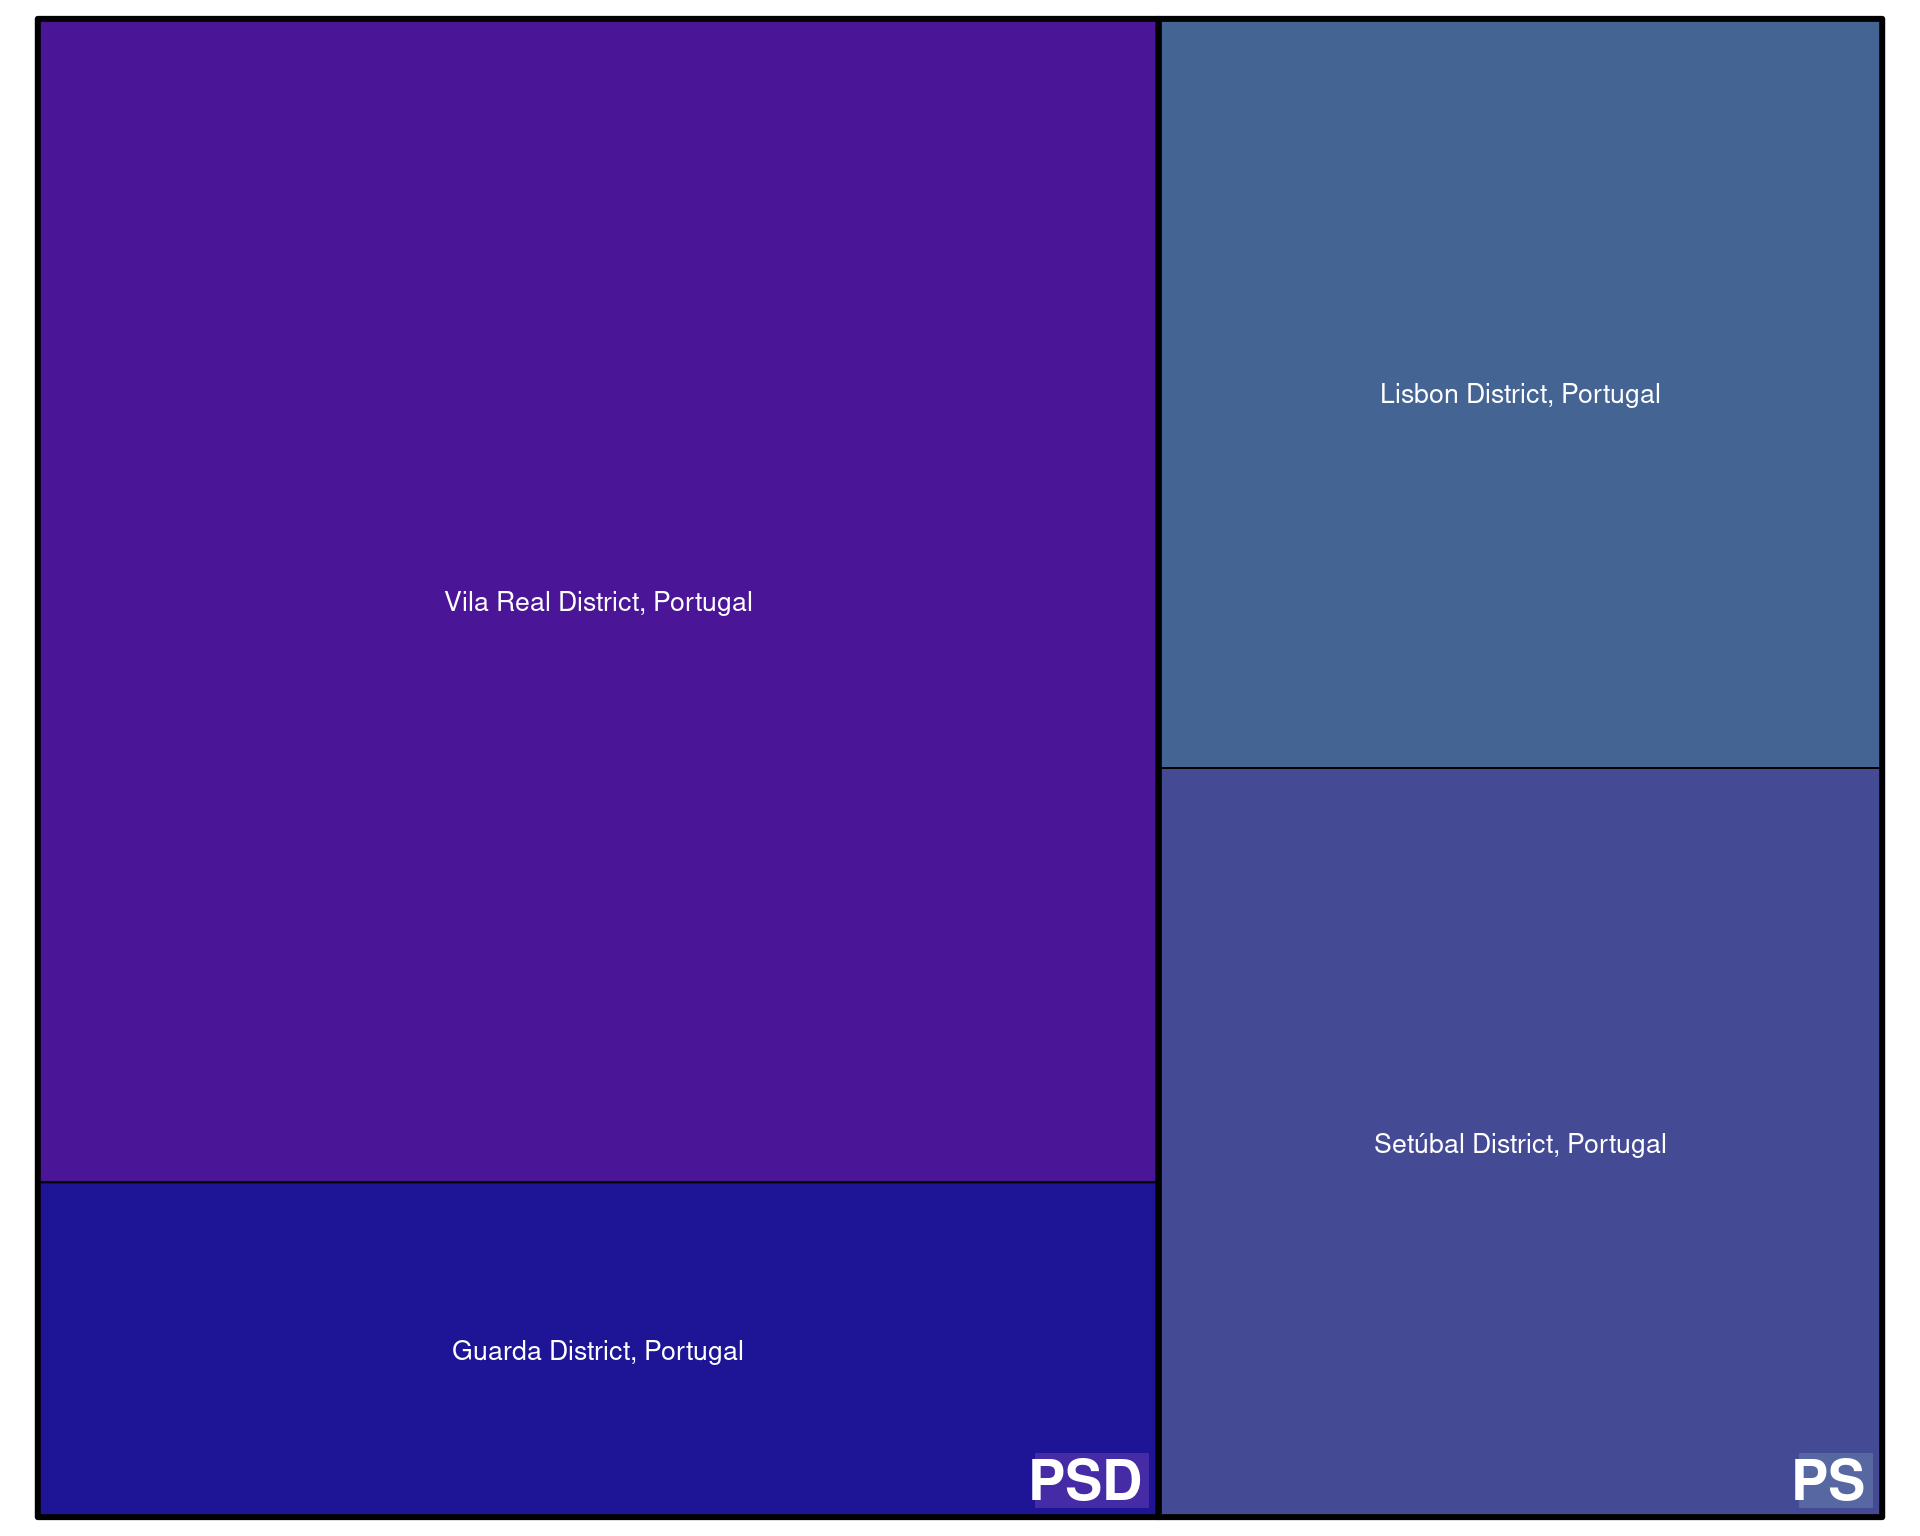 Vila Real District, Portugal
Guarda District, Portugal
PSD
Lisbon District, Portugal
Setúbal District, Portugal
PS